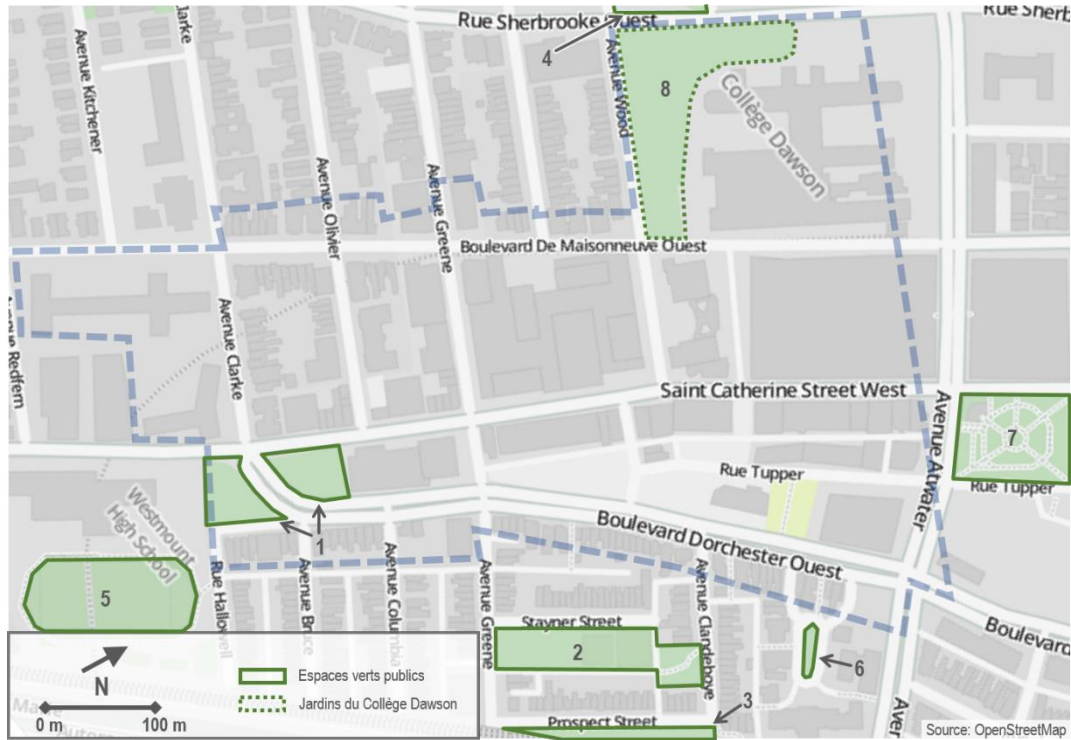 Rue Sherbrooke Ouest
Rue Sherb
Clarke
Avenue Kitchener
4
Avenue Wood
8
Collège Dawson
Avenue Olivier
Avenue Greene
Boulevard De Maisonneuve Ouest
Avenue Redfern
Avenue Clarke
Saint Catherine Street West
Avenue Atwater
7
Rue Tupper
Rue Tupper
Westmount
High School
1
Boulevard Dorchester Ouest
5
Rue Hallowell
Avenue Bruce
Avenue Columbia
Avenue Greene
Avenue Clandeboye
Stayner Street
2
6
Boulevard
3
Prospect Street
Aver
N
0 mètre 100 m
Espaces verts publics
Jardins du Collège Dawson
Source: OpenStreetMap